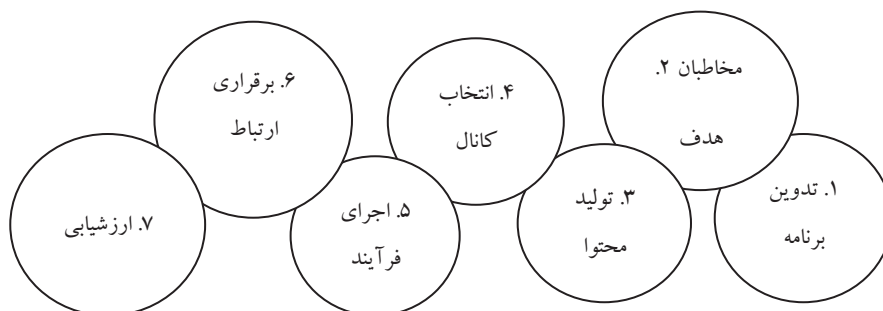 ۱. تدوین
برنامه
مخاطبان ۲.
هدف
۳. تولید
محتوا
۴. انتخاب
کانال
۵. اجرای
فرآیند
۶. برقراری
ارتباط
۷. ارزشیابی